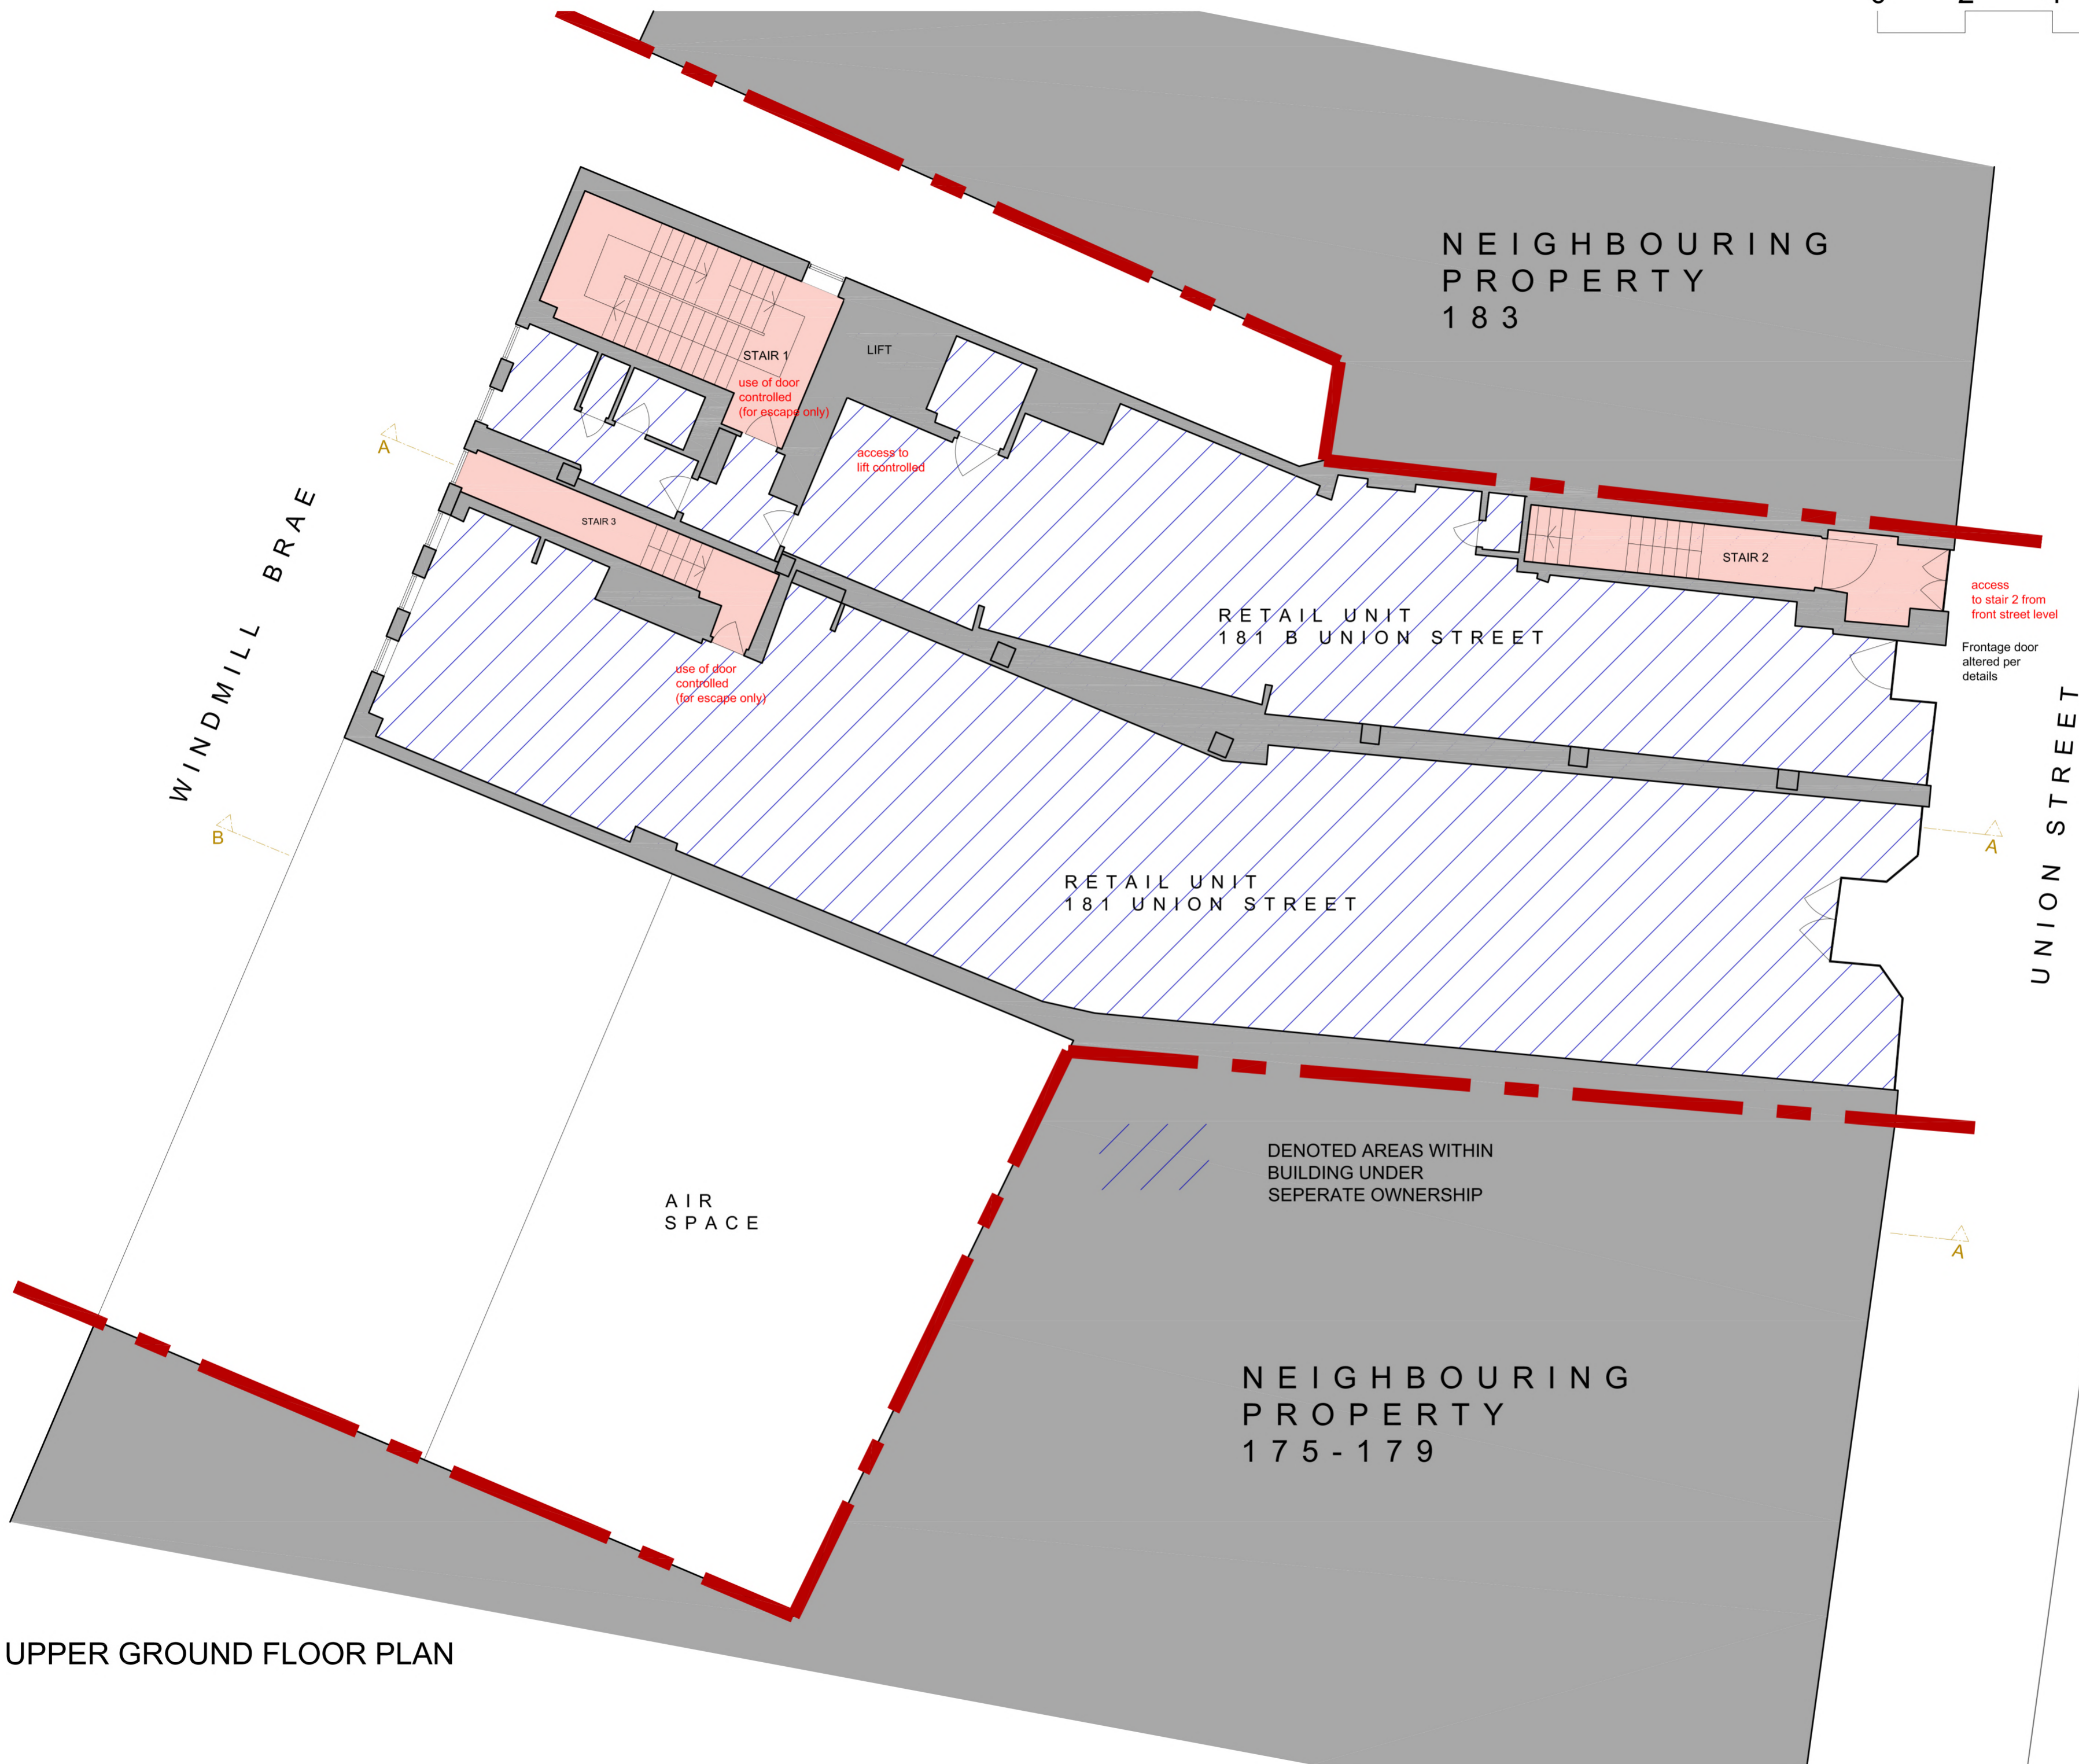 NEIGHBOURING
PROPERTY
183
STAIR 1
LIFT
use of door
controlled
(for escape only)
access to
lift controlled
A
STAIR 3
STAIR 2
access
to stair 2 from
front street level
RETAIL UNIT
181 B UNION STREET
Frontage door
altered per
details
WINDMILL BRAE
use of door
controlled
(for escape only)
UNION STREET
B
A
RETAIL UNIT
181 UNION STREET
DENOTED AREAS WITHIN
BUILDING UNDER
SEPERATE OWNERSHIP
AIR
SPACE
A
NEIGHBOURING
PROPERTY
175-179
UPPER GROUND FLOOR PLAN